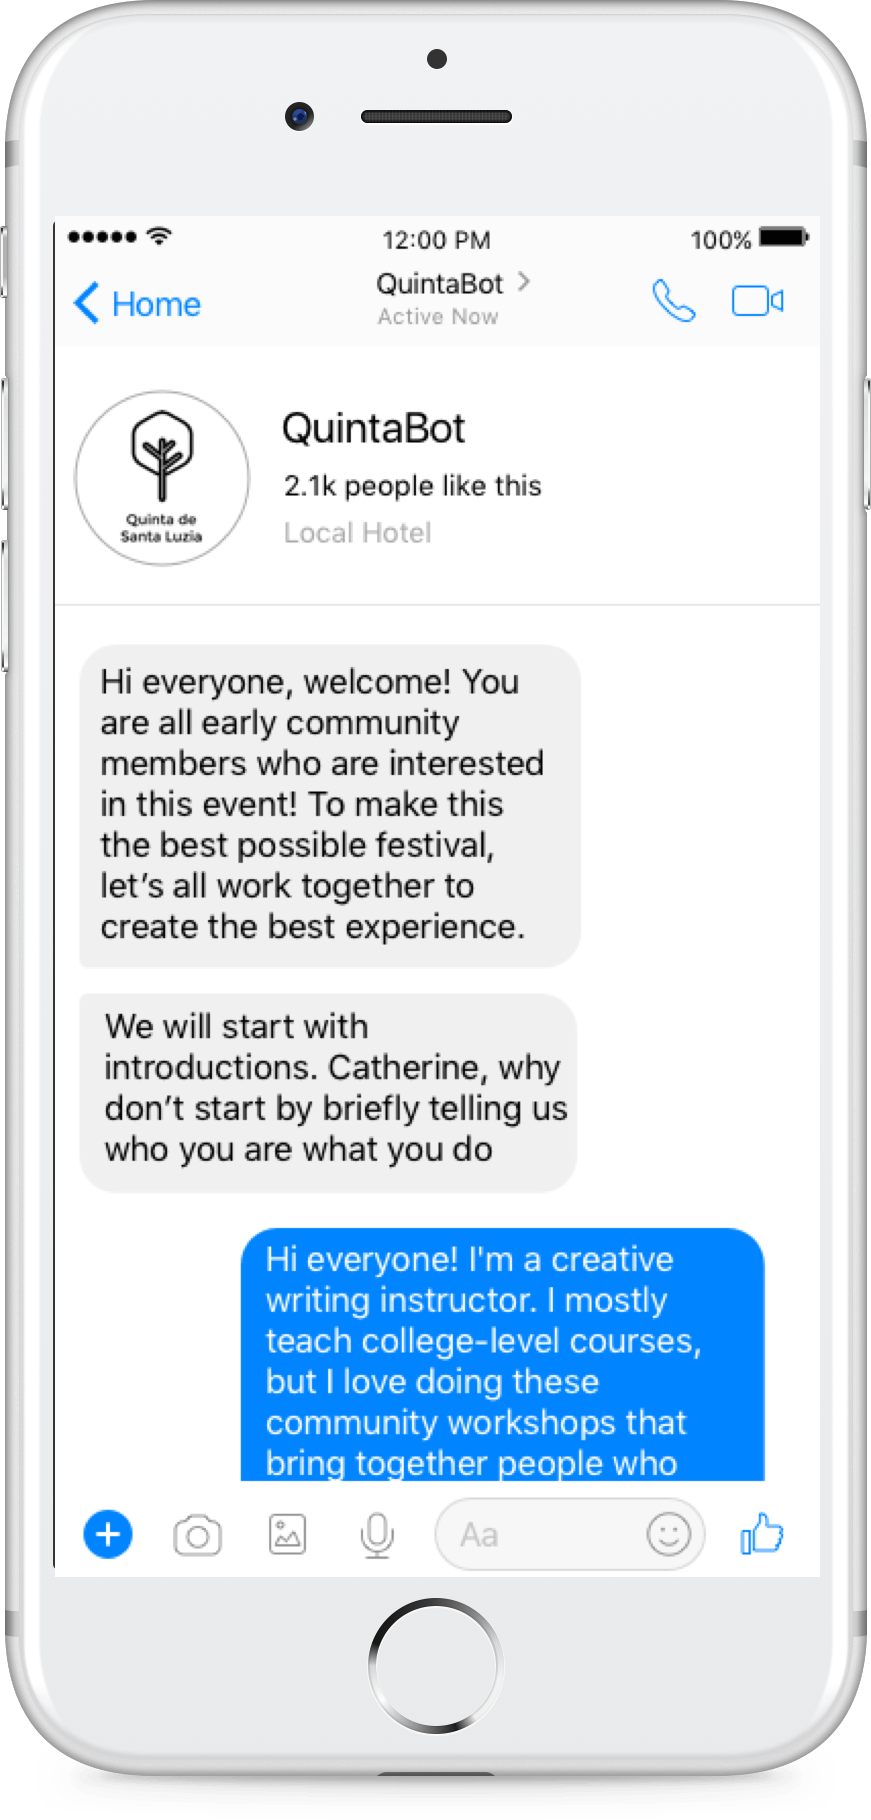 12:00 PM
100%
Home
QuintaBot
Active Now
Quinta de
Santa Luzia
QuintaBot
2.1k people like this
Local Hotel
Hi everyone, welcome! You
are all early community
members who are interested
in this event! To make this
the best possible festival,
let’s all work together to
create the best experience.
We will start with
introductions. Catherine, why
don’t start by briefly telling us
who you are what you do
Hi everyone! I'm a creative
writing instructor. I mostly
teach college-level courses,
but I love doing these
community workshops that
bring together people who
Aa